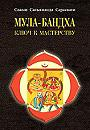 Свами Сатьянанда Сарасвати
МУЛА-БАНДХА
КЛЮЧ К МАСТЕРСТВУ